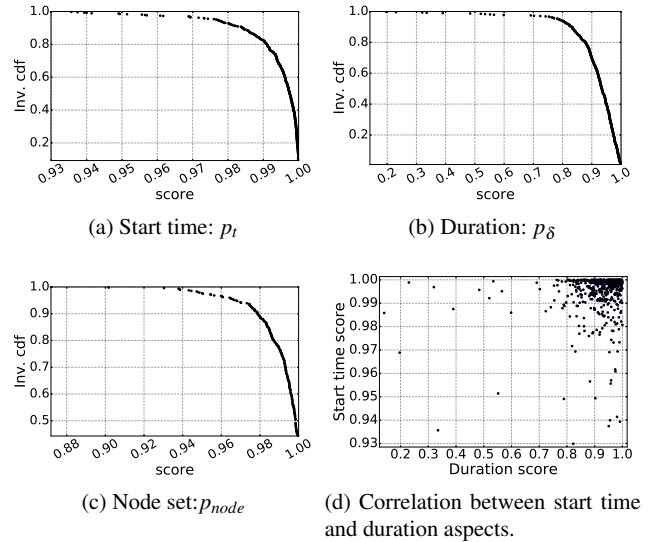 1.0
0.8
0.6
0.4
0.2
Inv. cdf
0.93 0.94 0.95 0.96 0.97 0.98 0.99 1.00
score
(a) Start time: pt
1.0
0.8
0.6
0.4
0.2
Inv. cdf
0.2 0.3 0.4 0.5 0.6 0.7 0.8 0.9 1.0
score
(b) Duration: pδ
1.0
0.9
0.8
0.7
0.6
0.5
Inv. cdf
0.88 0.90 0.92 0.94 0.96 0.98 1.00
score
(c) Node set:pnode
1.00
0.99
0.98
0.97
0.96
0.95
0.94
0.93
Start time score
0.2 0.3 0.4 0.5 0.6 0.7 0.8 0.9 1.0
Duration score
(d) Correlation between start time
and duration aspects.